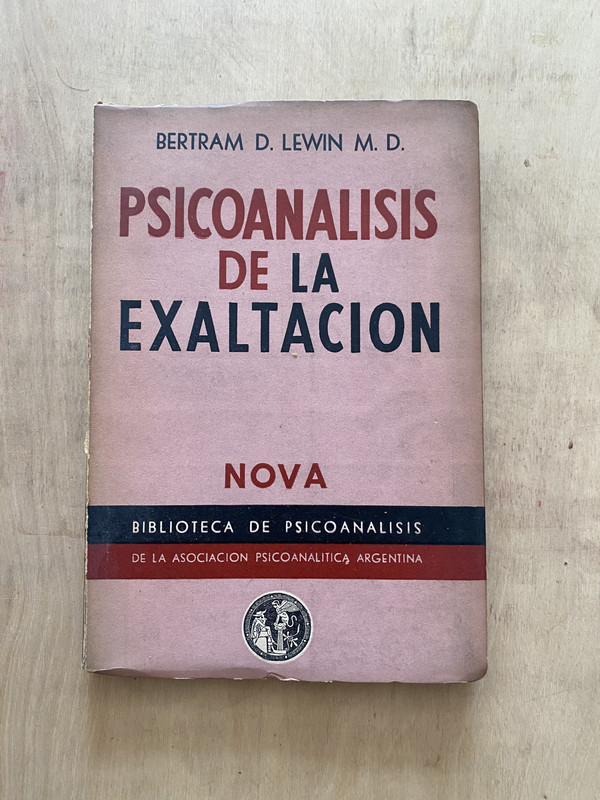 BERTRAM D. LEWIN M. D.
PSICOANALISIS
DE LA
EXALTACION
NOVA
BIBLIOTECA DE PSICOANALISIS
DE LA ASOCIACION PSICOANALITICA ARGENTINA